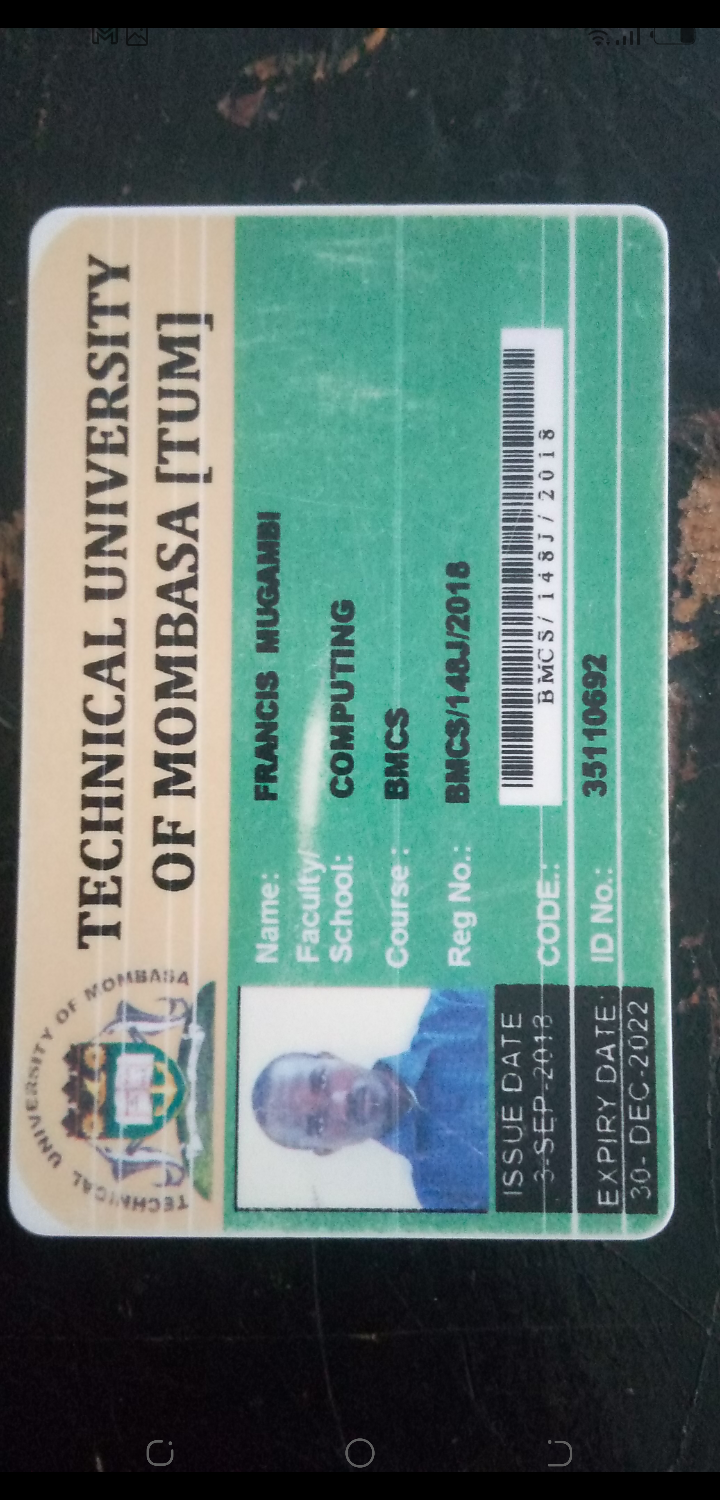 TECHNICAL UNIVERSITY OF MOMBASA
TECHNICAL UNIVERSITY
OF MOMBASA [TUM]
Name: FRANCIS MUGAMBI
Faculty/
School: COMPUTING
Course : BMCS
Reg No.: BMCS/148J/2018
CODE.: BMCS/ 148J / 2018
ID No.: 35110692
ISSUE DATE
3-SEP-2018
EXPIRY DATE:
30- DEC-2022